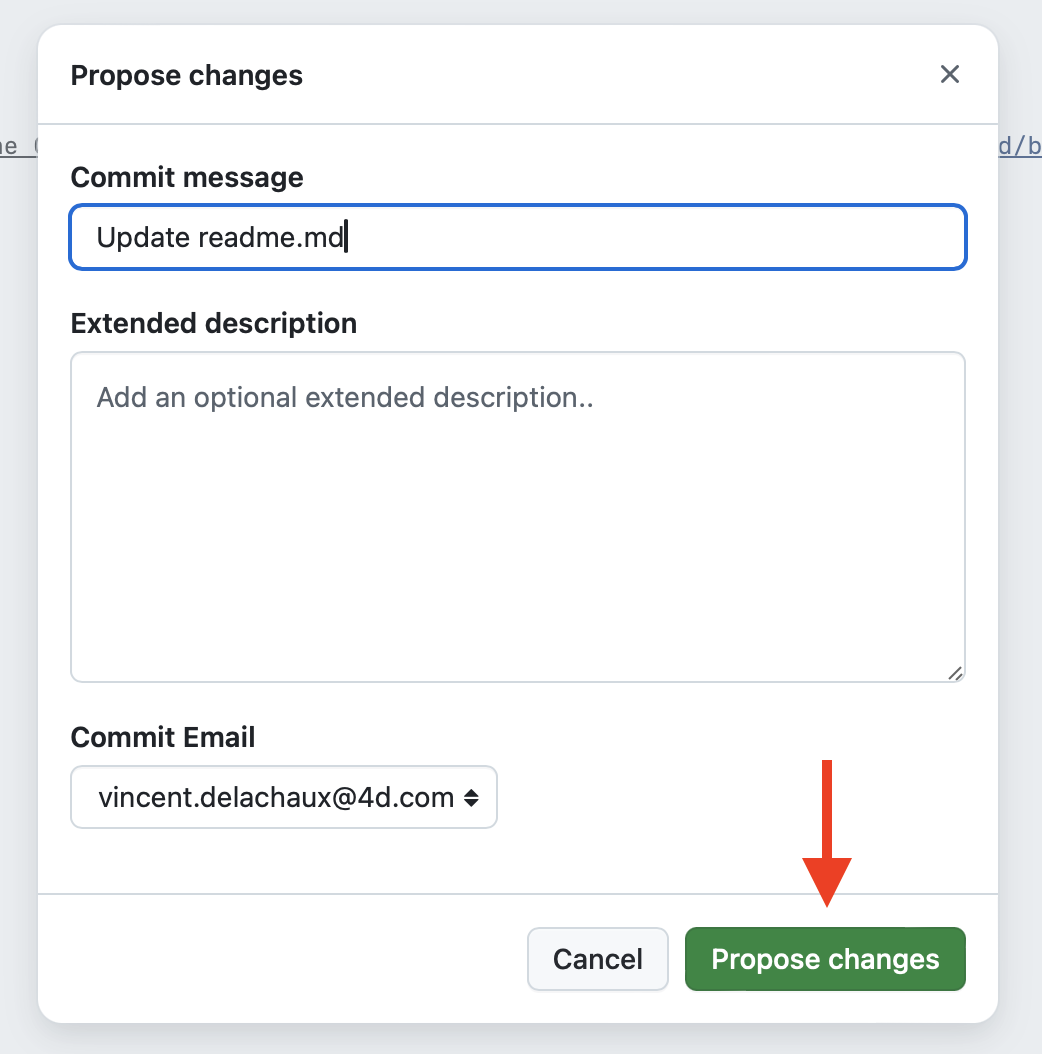 Propose changes
Commit message
Update readme.md
Extended description
Add an optional extended description..
Commit Email
vincent.delachaux@4d.com
Cancel
Propose changes